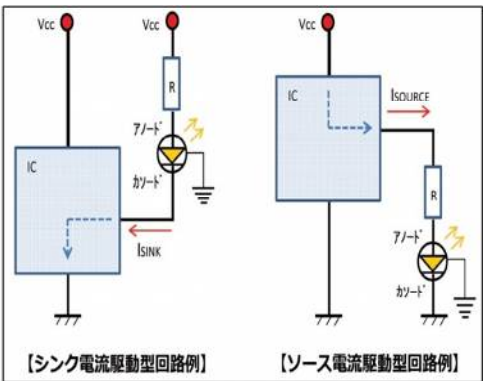 Vcc
Vcc
R
アノード
カソード
IC
ISINK
【シンク電流駆動型回路例】
Vcc
IC
ISOURCE
R
アノード
カソード
【ソース電流駆動型回路例】